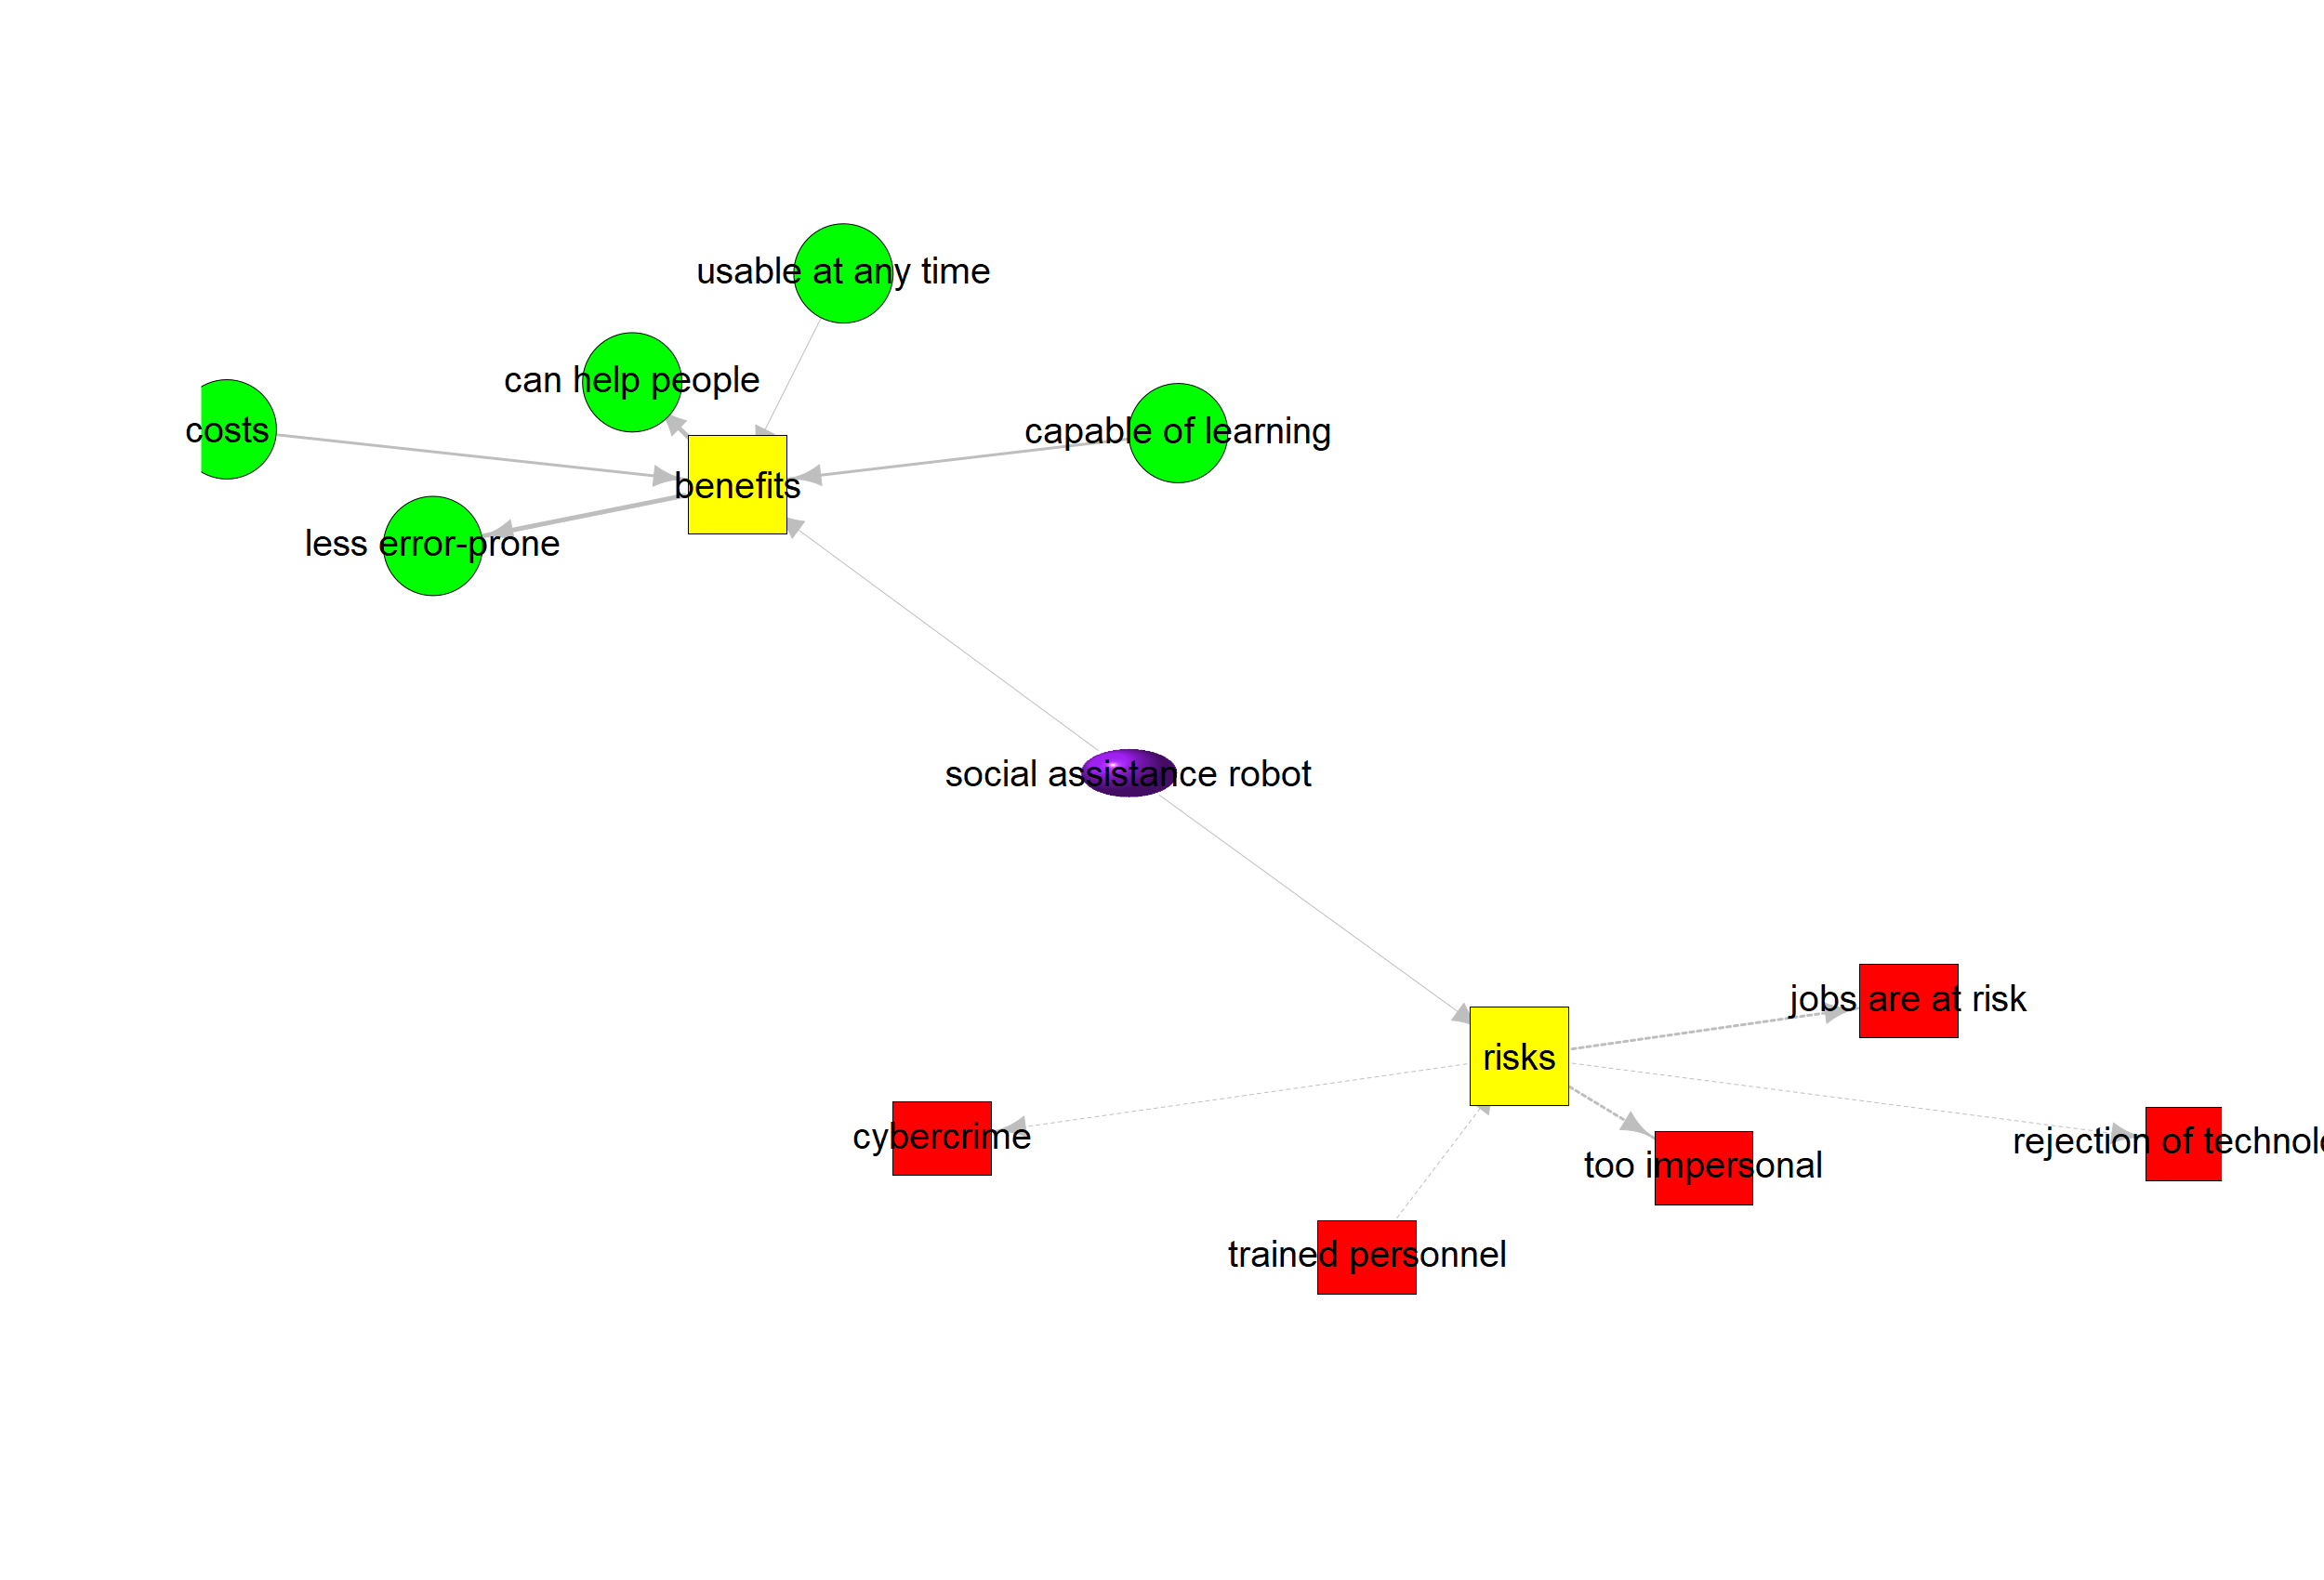 usable at any time
can help people
costs
capable of learning
benefits
less error-prone
social assistance robot
jobs are at risk
risks
cybercrime
rejection of technol
too impersonal
trained personnel